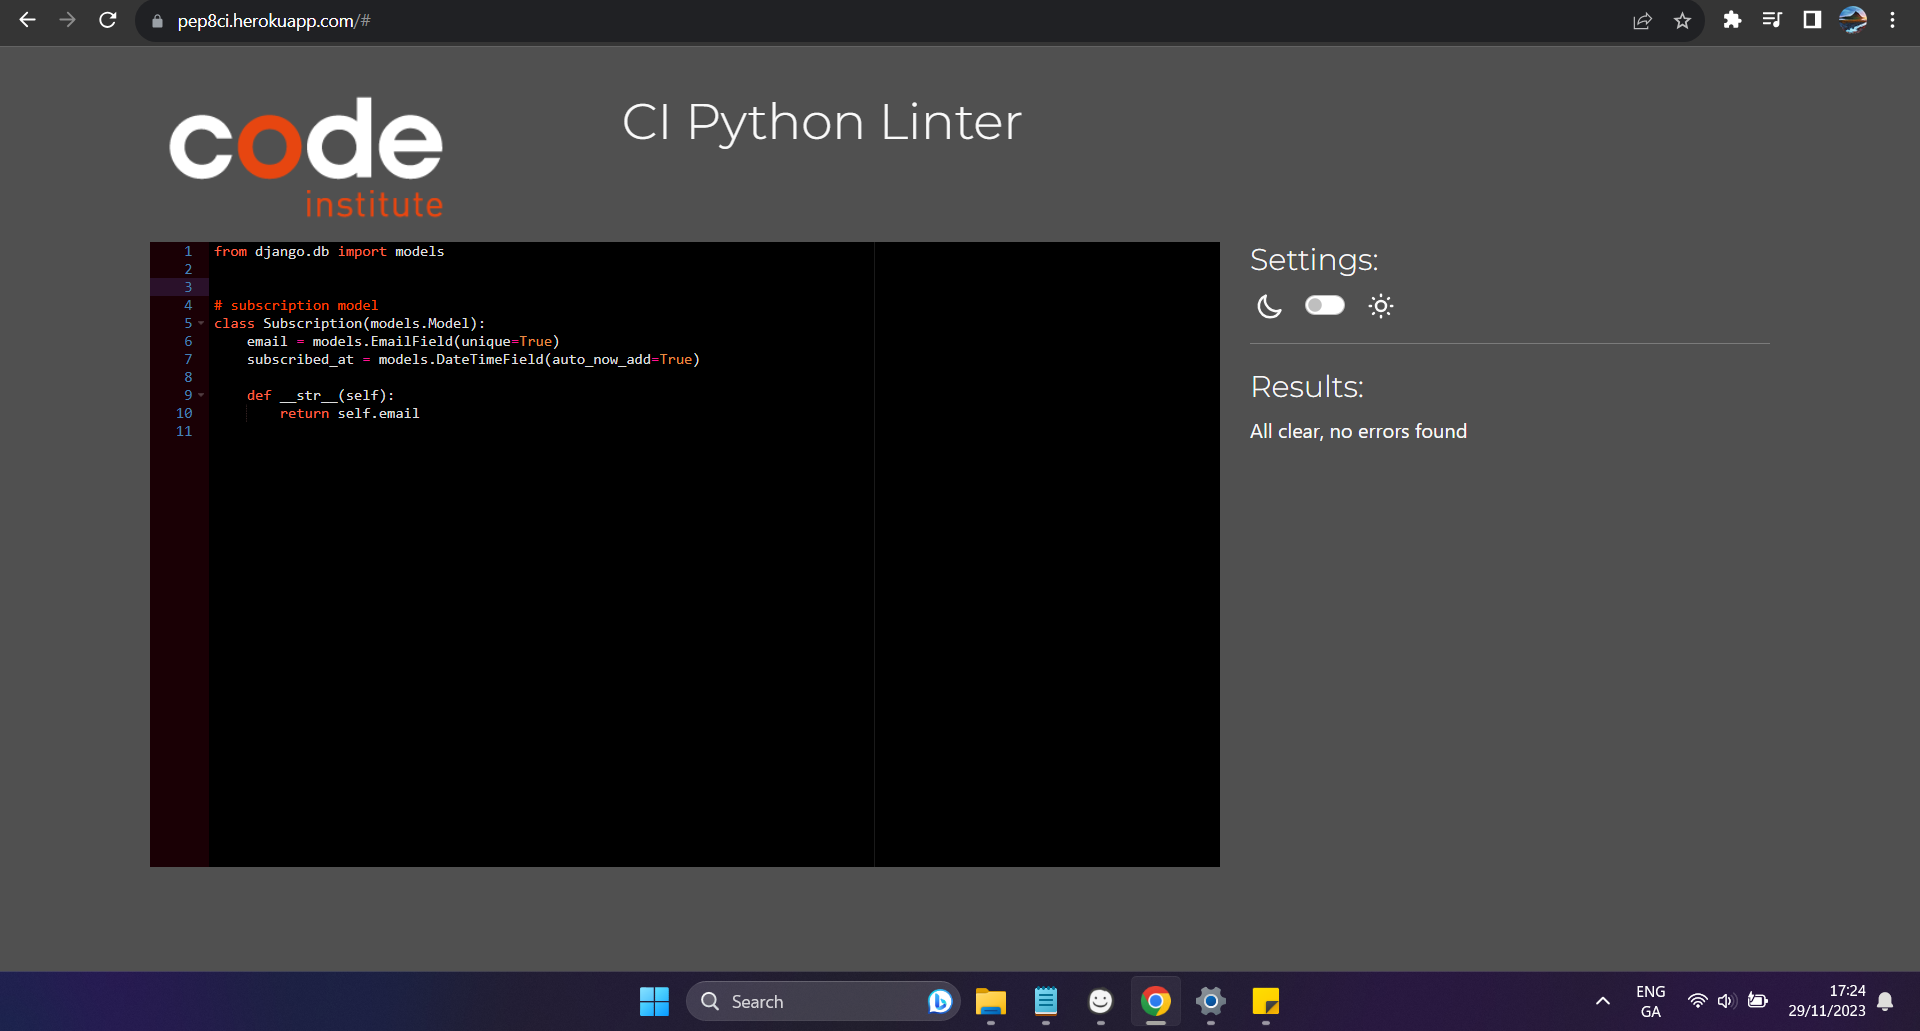 pep8ci.herokuapp.com/#
code
institute
CI Python Linter
1 from django.db import models
2
3
4 # subscription model
5 class Subscription(models.Model):
6     email = models.EmailField(unique=True)
7     subscribed_at = models.DateTimeField(auto_now_add=True)
8
9     def __str__(self):
10         return self.email
11
Settings:
Results:
All clear, no errors found
Search
ENG
GA
17:24
29/11/2023